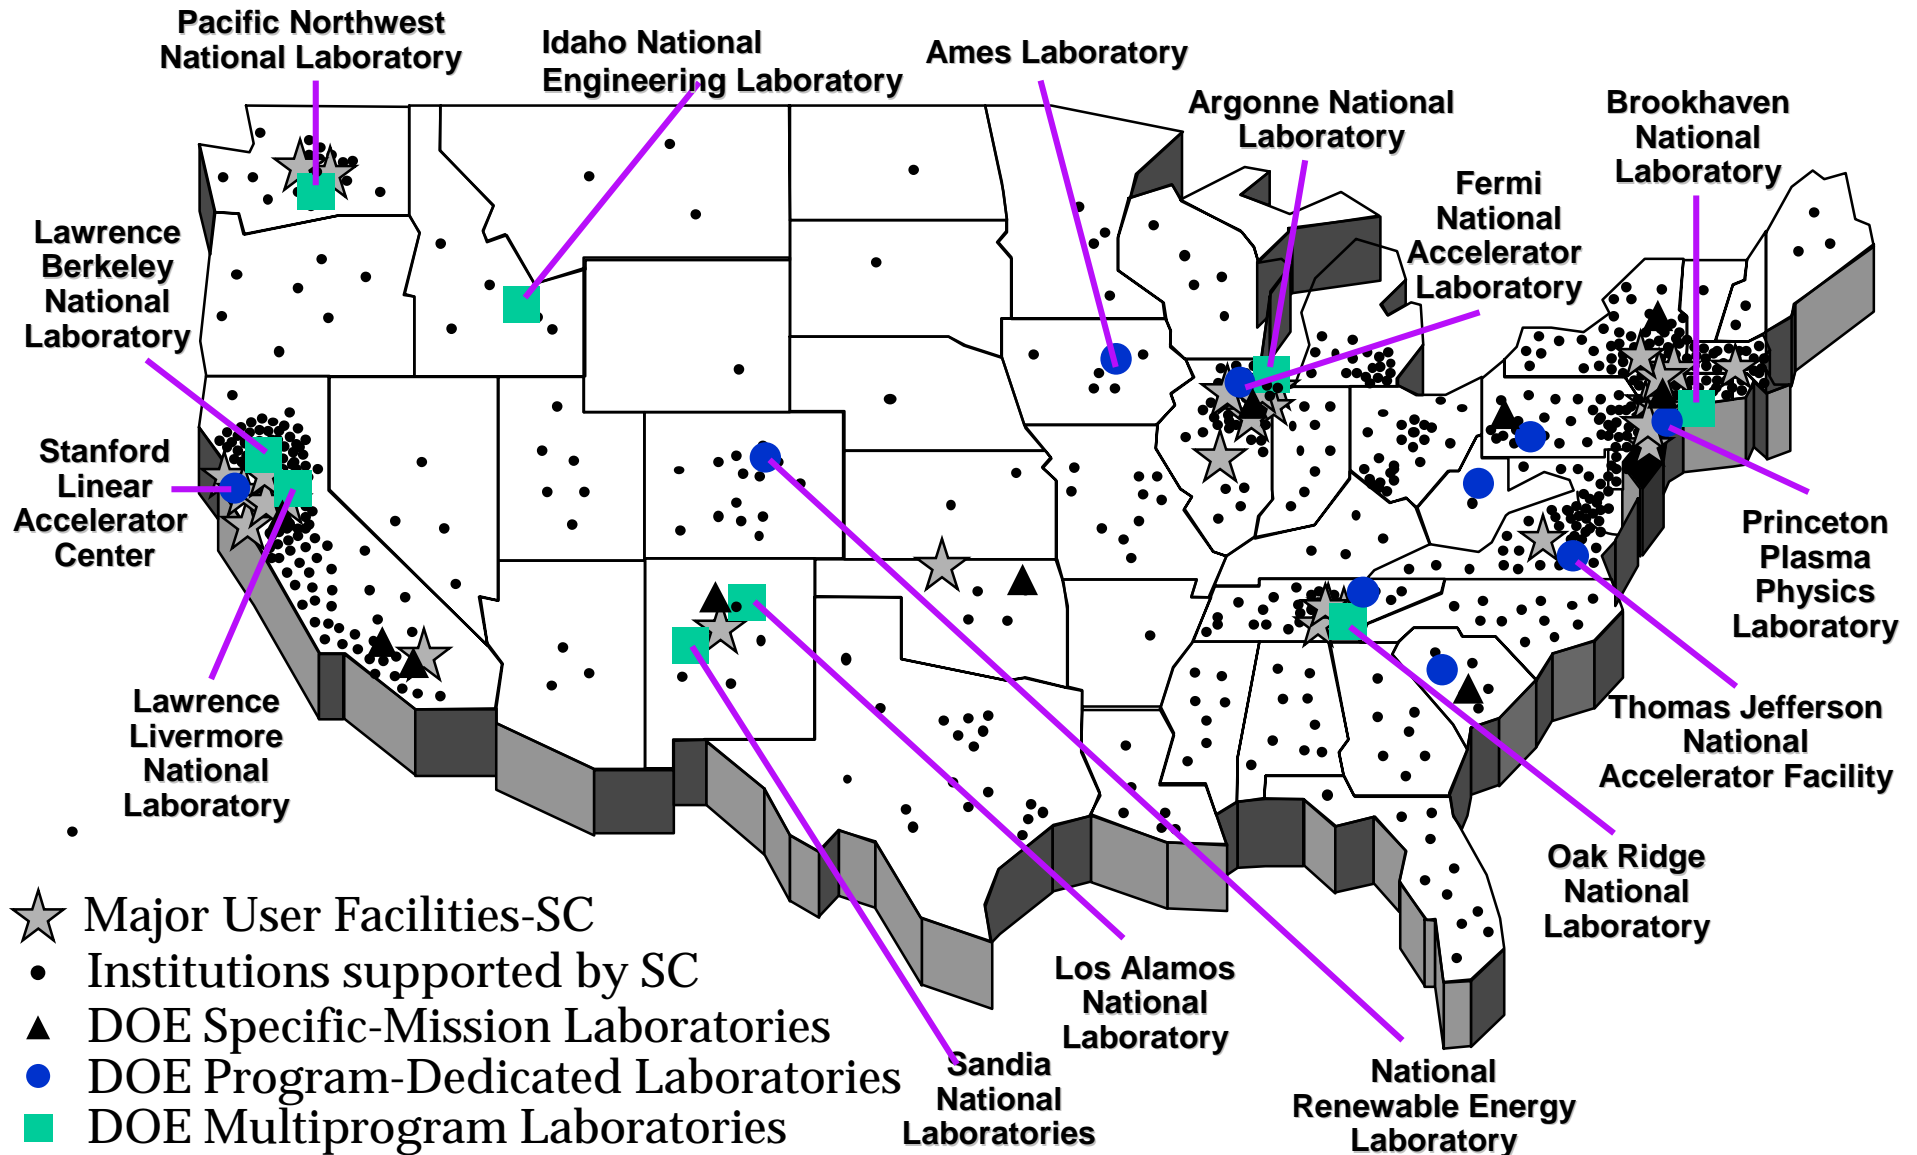 Pacific Northwest
National Laboratory
Idaho National
Engineering Laboratory
Ames Laboratory
Argonne National
Laboratory
Brookhaven
National
Laboratory
Fermi
National
Accelerator
Laboratory
Lawrence
Berkeley
National
Laboratory
Stanford
Linear
Accelerator
Center
Princeton
Plasma
Physics
Laboratory
Lawrence
Livermore
National
Laboratory
Thomas Jefferson
National
Accelerator Facility
Oak Ridge
National
Laboratory
Los Alamos
National
Laboratory
Sandia
National
Laboratories
National
Renewable Energy
Laboratory
Major User Facilities-SC
Institutions supported by SC
DOE Specific-Mission Laboratories
DOE Program-Dedicated Laboratories
DOE Multiprogram Laboratories